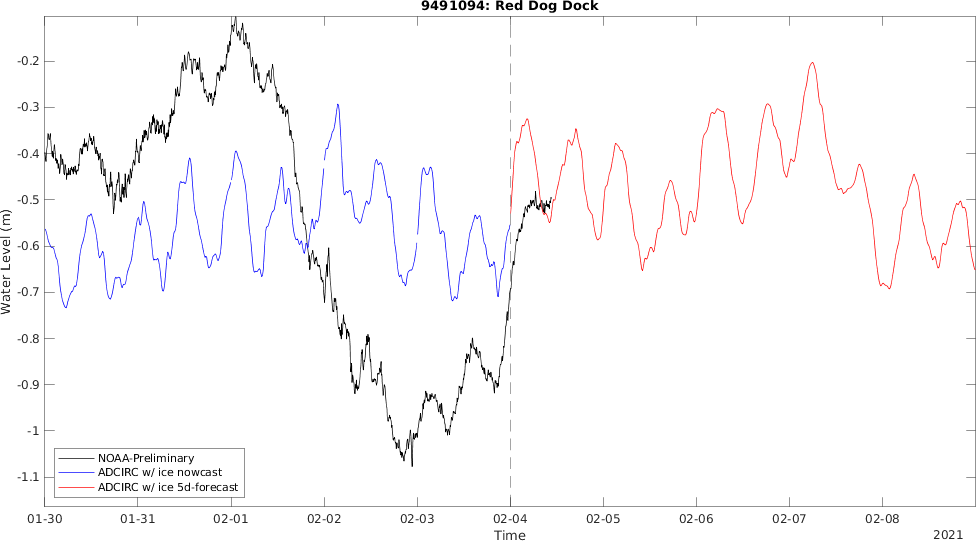 9491094: Red Dog Dock
Water Level (m)
-0.2
-0.3
-0.4
-0.5
-0.6
-0.7
-0.8
-0.9
-1
-1.1
NOAA-Preliminary
ADCIRC w/ ice nowcast
ADCIRC w/ ice 5d-forecast
01-30 01-31 02-01 02-02 02-03 02-04 02-05 02-06 02-07 02-08
Time
2021